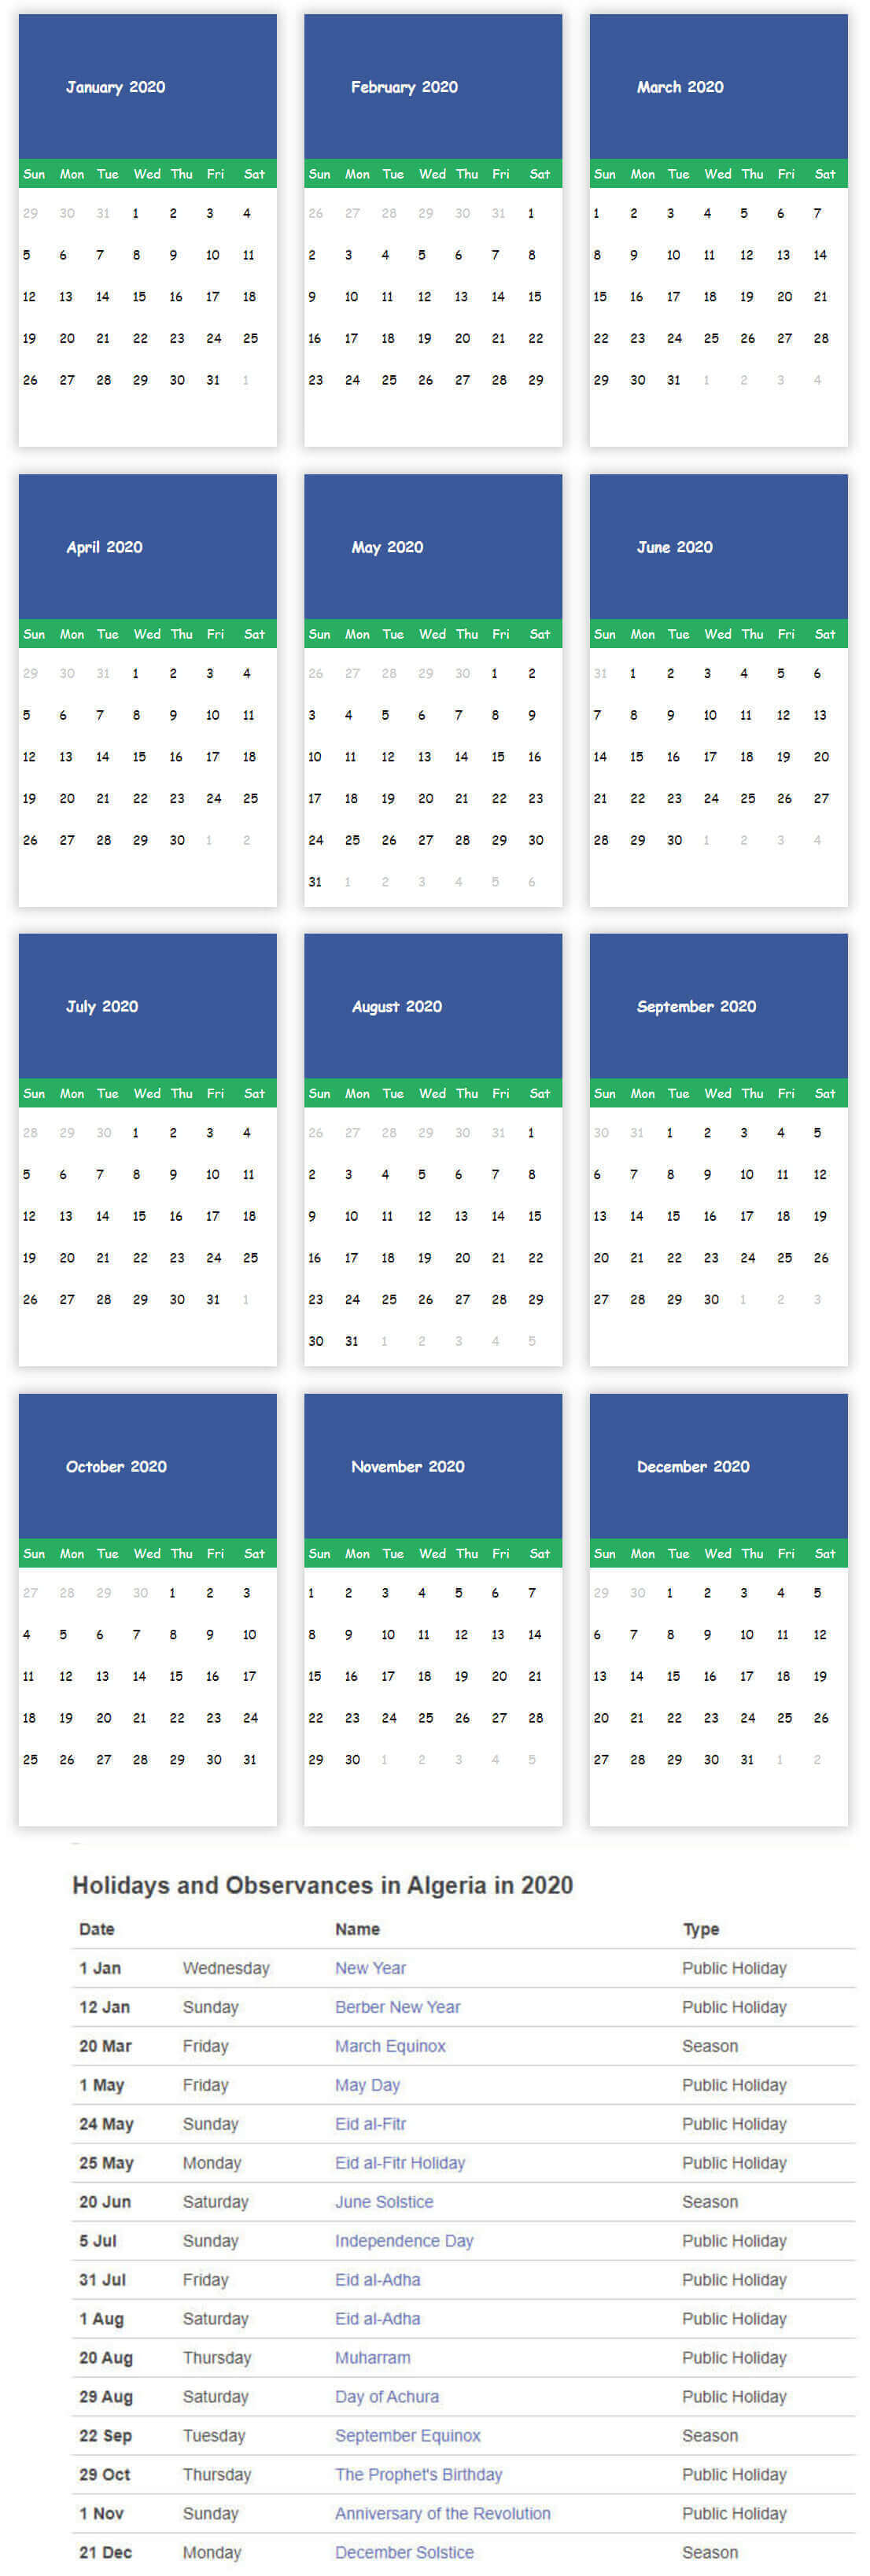 January 2020
Sun Mon Tue Wed Thu Fri Sat
29 30 31 1 2 3 4
5 6 7 8 9 10 11
12 13 14 15 16 17 18
19 20 21 22 23 24 25
26 27 28 29 30 31 1
February 2020
Sun Mon Tue Wed Thu Fri Sat
26 27 28 29 30 31 1
2 3 4 5 6 7 8
9 10 11 12 13 14 15
16 17 18 19 20 21 22
23 24 25 26 27 28 29
March 2020
Sun Mon Tue Wed Thu Fri Sat
1 2 3 4 5 6 7
8 9 10 11 12 13 14
15 16 17 18 19 20 21
22 23 24 25 26 27 28
29 30 31 1 2 3 4
April 2020
Sun Mon Tue Wed Thu Fri Sat
29 30 31 1 2 3 4
5 6 7 8 9 10 11
12 13 14 15 16 17 18
19 20 21 22 23 24 25
26 27 28 29 30 1 2
May 2020
Sun Mon Tue Wed Thu Fri Sat
26 27 28 29 30 1 2
3 4 5 6 7 8 9
10 11 12 13 14 15 16
17 18 19 20 21 22 23
24 25 26 27 28 29 30
31 1 2 3 4 5 6
June 2020
Sun Mon Tue Wed Thu Fri Sat
31 1 2 3 4 5 6
7 8 9 10 11 12 13
14 15 16 17 18 19 20
21 22 23 24 25 26 27
28 29 30 1 2 3 4
July 2020
Sun Mon Tue Wed Thu Fri Sat
28 29 30 1 2 3 4
5 6 7 8 9 10 11
12 13 14 15 16 17 18
19 20 21 22 23 24 25
26 27 28 29 30 31 1
August 2020
Sun Mon Tue Wed Thu Fri Sat
26 27 28 29 30 31 1
2 3 4 5 6 7 8
9 10 11 12 13 14 15
16 17 18 19 20 21 22
23 24 25 26 27 28 29
30 31 1 2 3 4 5
September 2020
Sun Mon Tue Wed Thu Fri Sat
30 31 1 2 3 4 5
6 7 8 9 10 11 12
13 14 15 16 17 18 19
20 21 22 23 24 25 26
27 28 29 30 1 2 3
October 2020
Sun Mon Tue Wed Thu Fri Sat
27 28 29 30 1 2 3
4 5 6 7 8 9 10
11 12 13 14 15 16 17
18 19 20 21 22 23 24
25 26 27 28 29 30 31
November 2020
Sun Mon Tue Wed Thu Fri Sat
1 2 3 4 5 6 7
8 9 10 11 12 13 14
15 16 17 18 19 20 21
22 23 24 25 26 27 28
29 30 1 2 3 4 5
December 2020
Sun Mon Tue Wed Thu Fri Sat
29 30 1 2 3 4 5
6 7 8 9 10 11 12
13 14 15 16 17 18 19
20 21 22 23 24 25 26
27 28 29 30 31 1 2
Holidays and Observances in Algeria in 2020
Date Name Type
1 Jan Wednesday New Year Public Holiday
12 Jan Sunday Berber New Year Public Holiday
20 Mar Friday March Equinox Season
1 May Friday May Day Public Holiday
24 May Sunday Eid al-Fitr Public Holiday
25 May Monday Eid al-Fitr Holiday Public Holiday
20 Jun Saturday June Solstice Season
5 Jul Sunday Independence Day Public Holiday
31 Jul Friday Eid al-Adha Public Holiday
1 Aug Saturday Eid al-Adha Public Holiday
20 Aug Thursday Muharram Public Holiday
29 Aug Saturday Day of Achura Public Holiday
22 Sep Tuesday September Equinox Season
29 Oct Thursday The Prophet's Birthday Public Holiday
1 Nov Sunday Anniversary of the Revolution Public Holiday
21 Dec Monday December Solstice Season